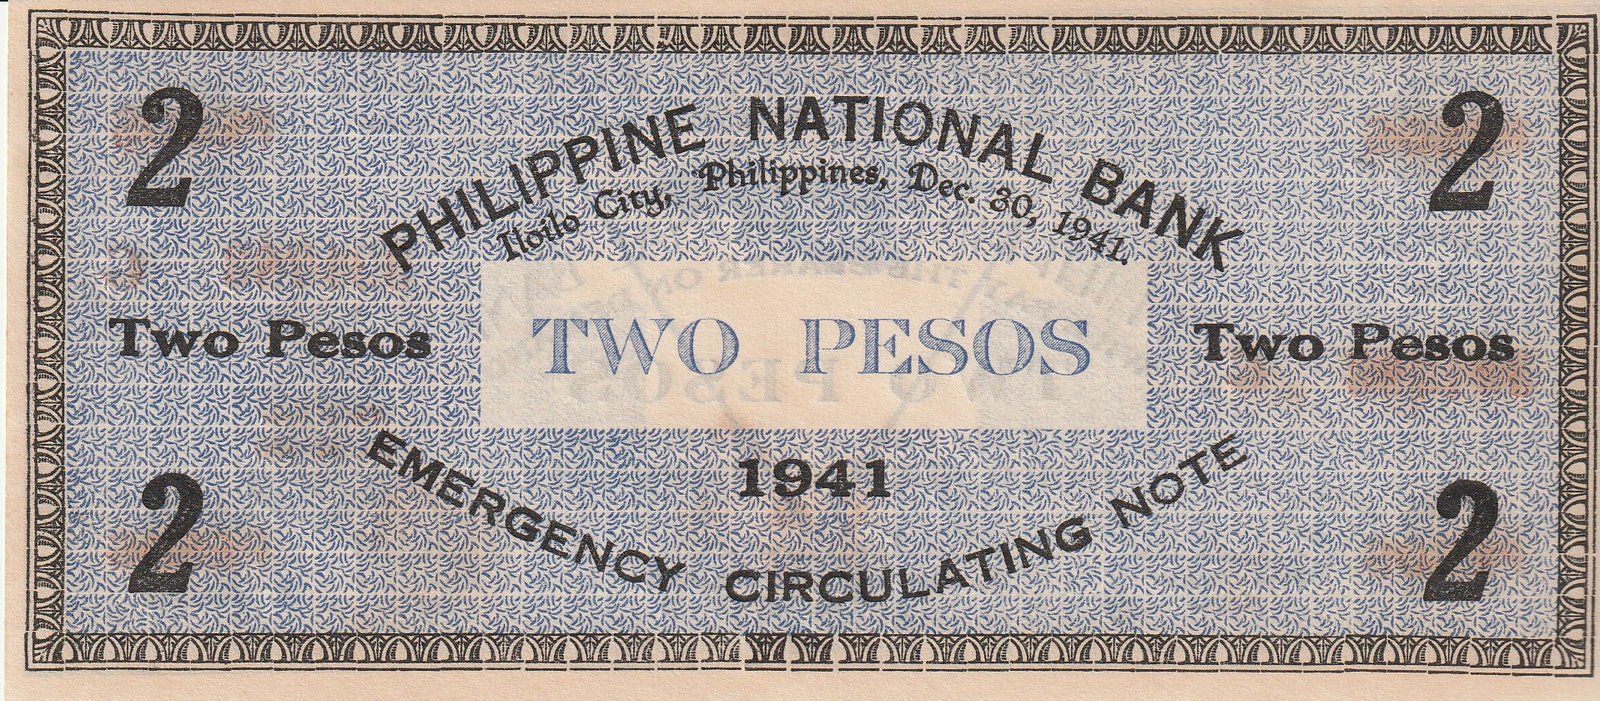 2 2
PHILIPPINE NATIONAL BANK
Iloilo City, Philippines, Dec. 30, 1941.
Two Pesos TWO PESOS Two Pesos
1941
EMERGENCY CIRCULATING NOTE
2 2